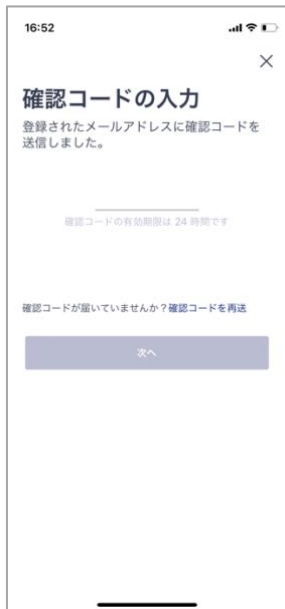 16:52
確認コードの入力
登録されたメールアドレスに確認コードを
送信しました。
確認コードの有効期限は 24 時間です
確認コードが届いていませんか？確認コードを再送
次へ